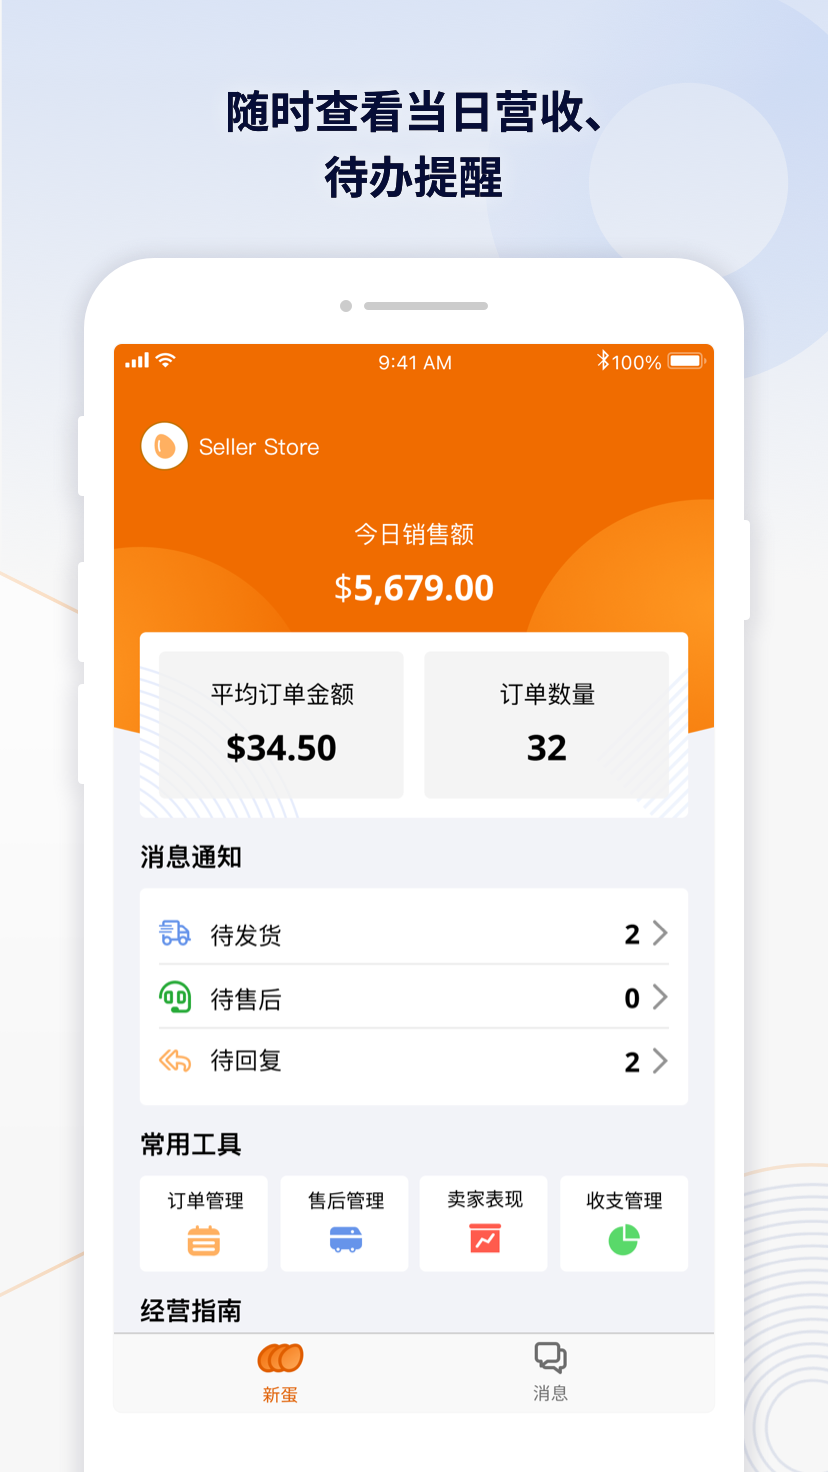 随时查看当日营收、
待办提醒
9:41 AM
100%
Seller Store
今日销售额
$5,679.00
平均订单金额
订单数量
$34.50
32
消息通知
待发货 2
待售后 0
待回复 2
常用工具
订单管理
售后管理
卖家表现
收支管理
经营指南
新蛋
消息